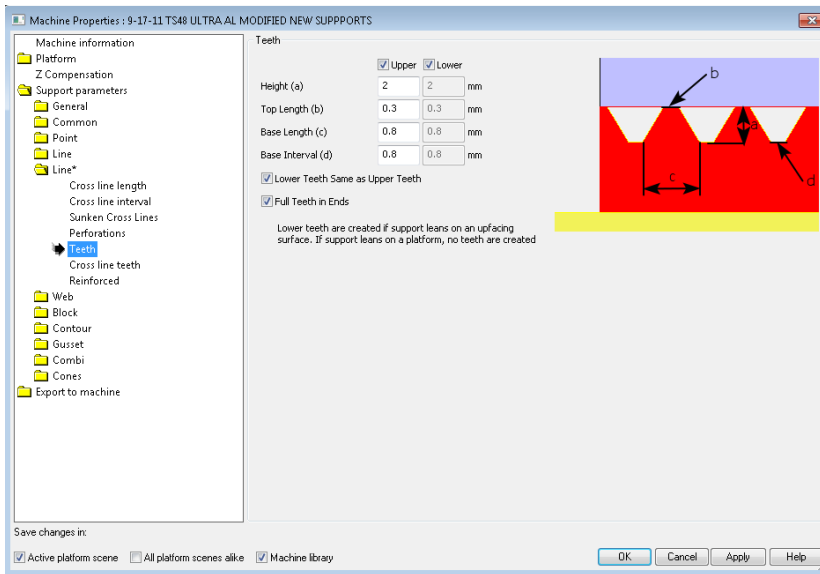 Machine Properties : 9-17-11 TS48 ULTRA AL MODIFIED NEW SUPPPORTS
Machine information
Platform
Z Compensation
Support parameters
General
Common
Point
Line
Line*
Cross line length
Cross line interval
Sunken Cross Lines
Perforations
Teeth
Cross line teeth
Reinforced
Web
Block
Contour
Gusset
Combi
Cones
Export to machine
Teeth
Upper Lower
Height (a) 2 2 mm
Top Length (b) 0.3 0.3 mm
Base Length (c) 0.8 0.8 mm
Base Interval (d) 0.8 0.8 mm
Lower Teeth Same as Upper Teeth
Full Teeth in Ends
Lower teeth are created if support leans on an upfacing
surface. If support leans on a platform, no teeth are created
b
a
c
d
Save changes in:
Active platform scene All platform scenes alike Machine library
OK Cancel Apply Help